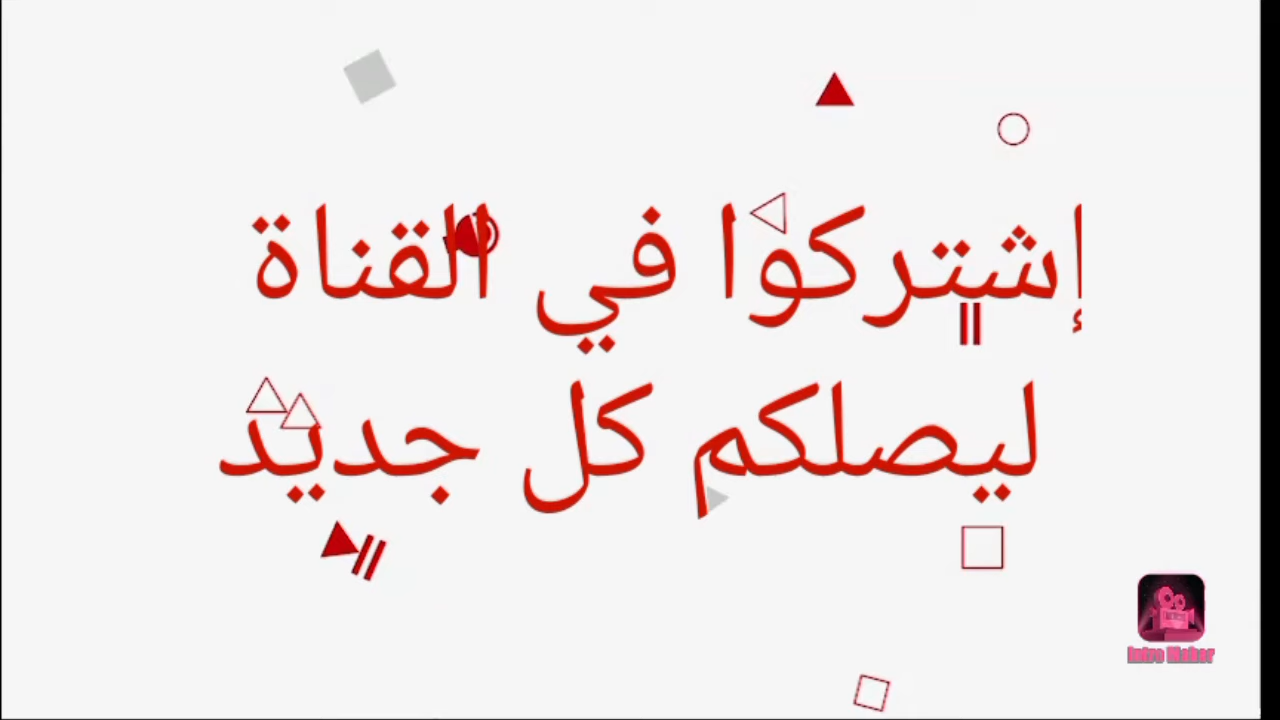 إشتركوا في القناة
ليصلكم كل جديد
Intro Maker